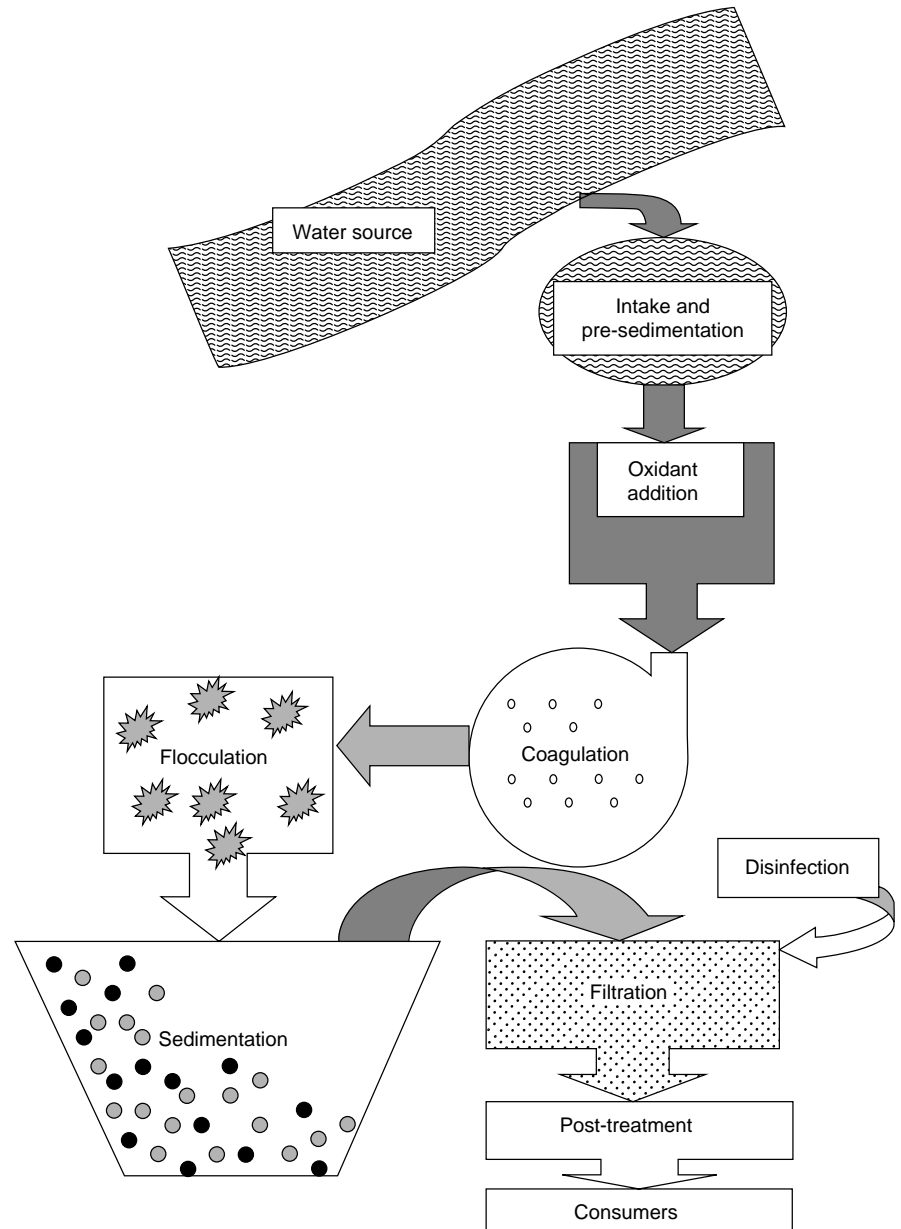 Water source
Intake and
pre-sedimentation
Oxidant
addition
Coagulation
Flocculation
Disinfection
Sedimentation
Filtration
Post-treatment
Consumers